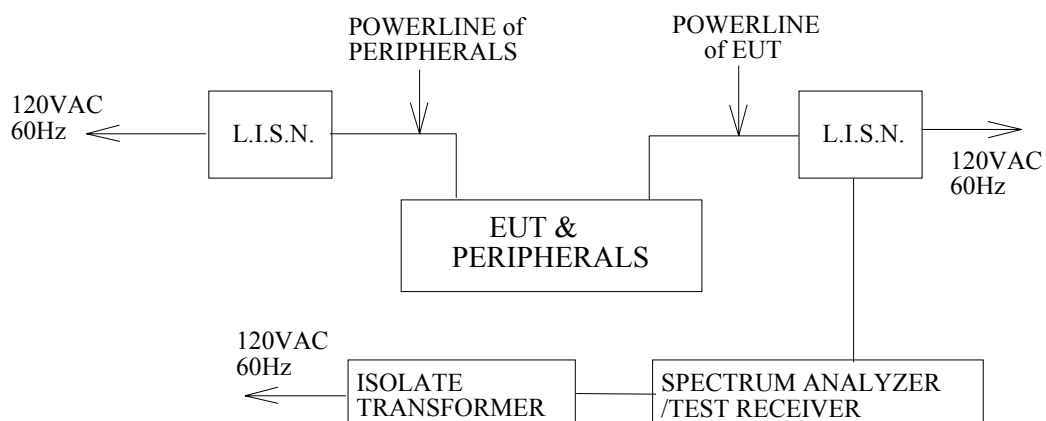 POWERLINE of
PERIPHERALS
POWERLINE
of EUT
120VAC
60Hz
L.I.S.N.
L.I.S.N.
120VAC
60Hz
EUT &
PERIPHERALS
120VAC
60Hz
ISOLATE
TRANSFORMER
SPECTRUM ANALYZER
/TEST RECEIVER